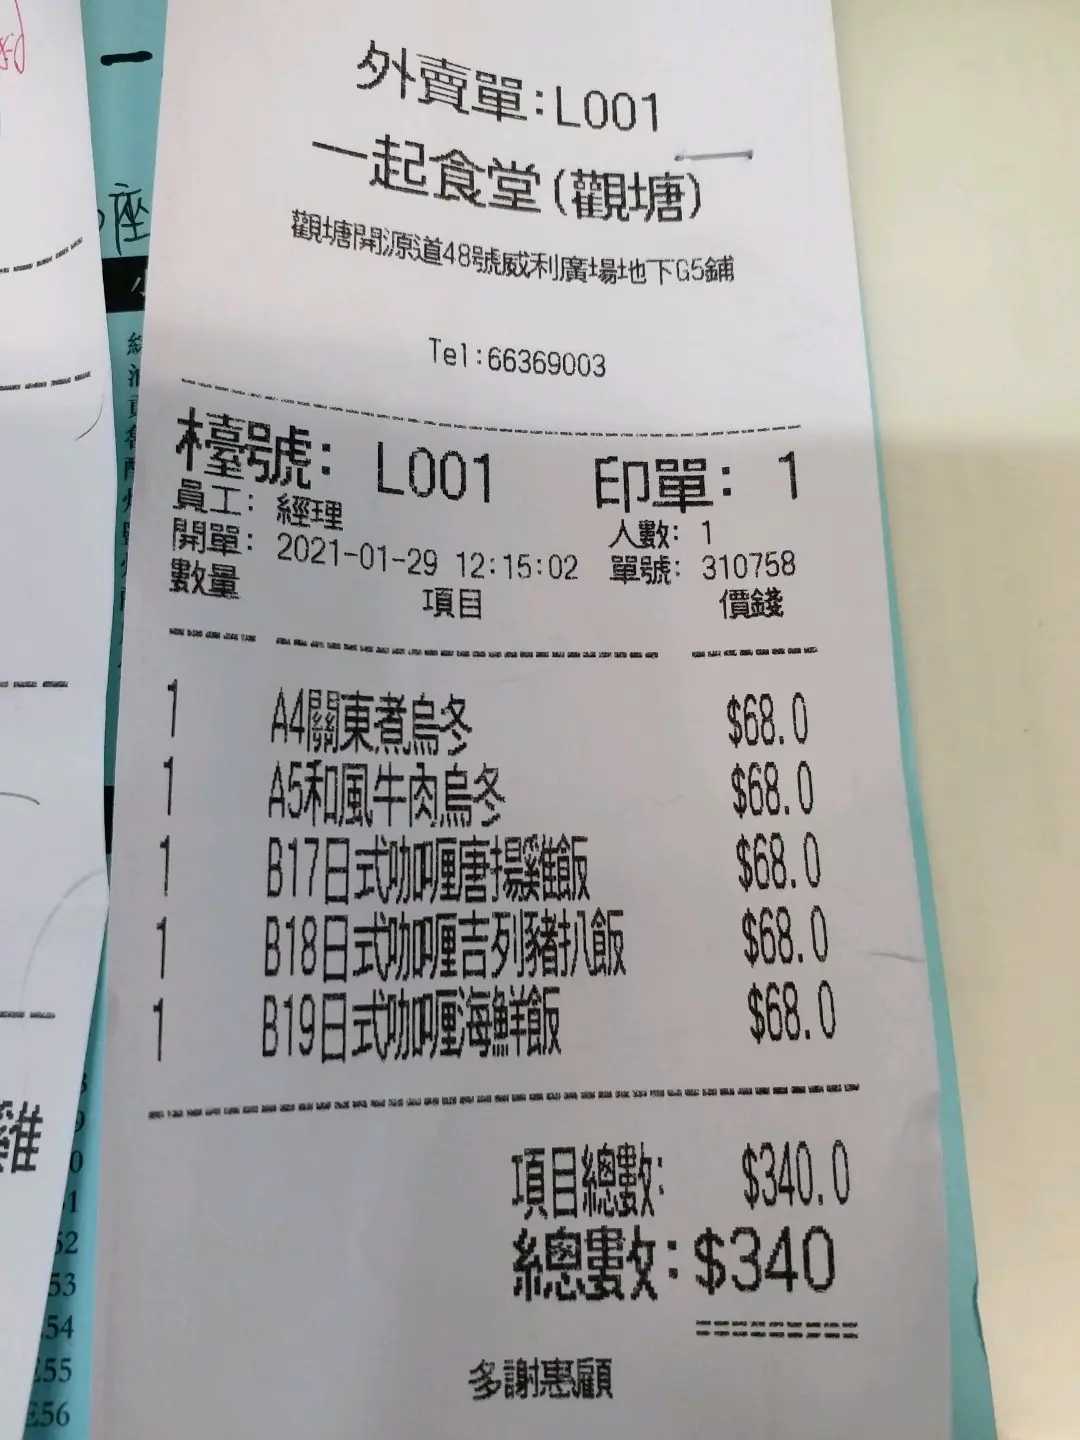 外賣單:L001
一起食堂(觀塘)
觀塘開源道48號威利廣場地下G5鋪
Tel:66369003
檯號: L001 印單: 1
員工: 經理 人數: 1
開單: 2021-01-29 12:15:02 單號: 310758
數量 項目 價錢
1 A4關東煮烏冬 $68.0
1 A5和風牛肉烏冬 $68.0
1 B17日式咖喱唐揚雞飯 $68.0
1 B18日式咖喱吉列豬扒飯 $68.0
1 B19日式咖喱海鮮飯 $68.0
項目總數: $340.0
總數:$340
多謝惠顧
座
雞
52
53
54
E55
E56